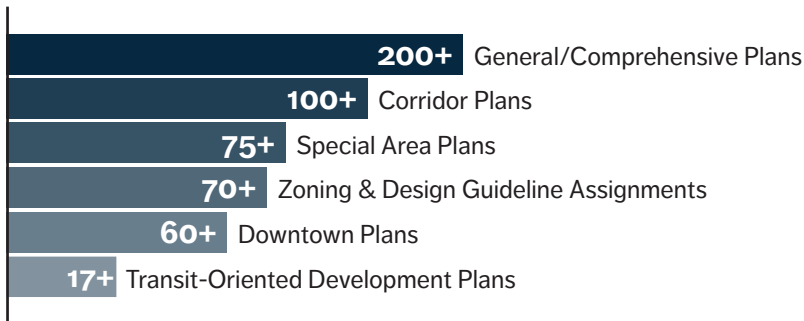 200+ General/Comprehensive Plans
100+ Corridor Plans
75+ Special Area Plans
70+ Zoning & Design Guideline Assignments
60+ Downtown Plans
17+ Transit-Oriented Development Plans